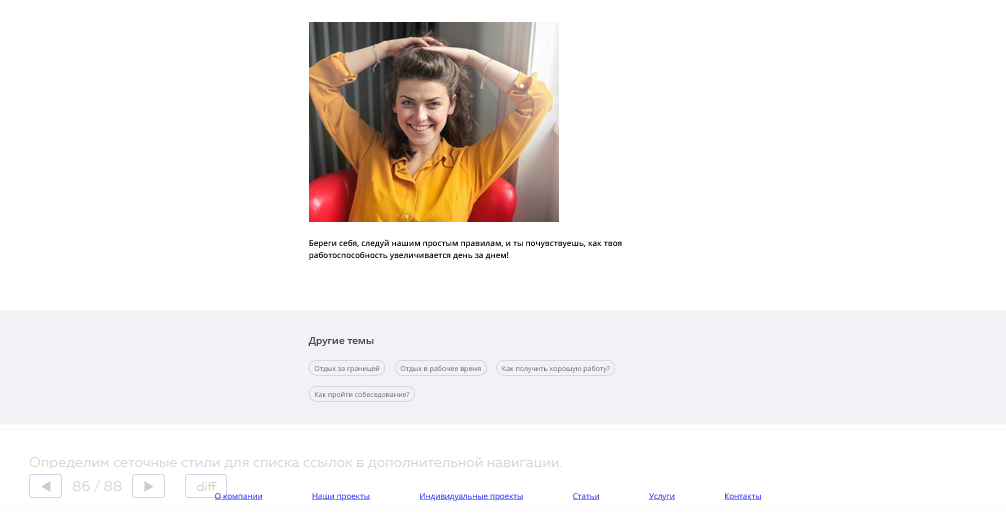 Береги себя, следуй нашим простым правилам, и ты почувствуешь, как твоя
работоспособность увеличивается день за днем!
Другие темы
Отдых за границей Отдых в рабочее время Как получить хорошую работу?
Как пройти собеседование?
Определим сеточные стили для списка ссылок в дополнительной навигации.
86 / 88 diff
О компании Наши проекты Индивидуальные проекты Статьи Услуги Контакты